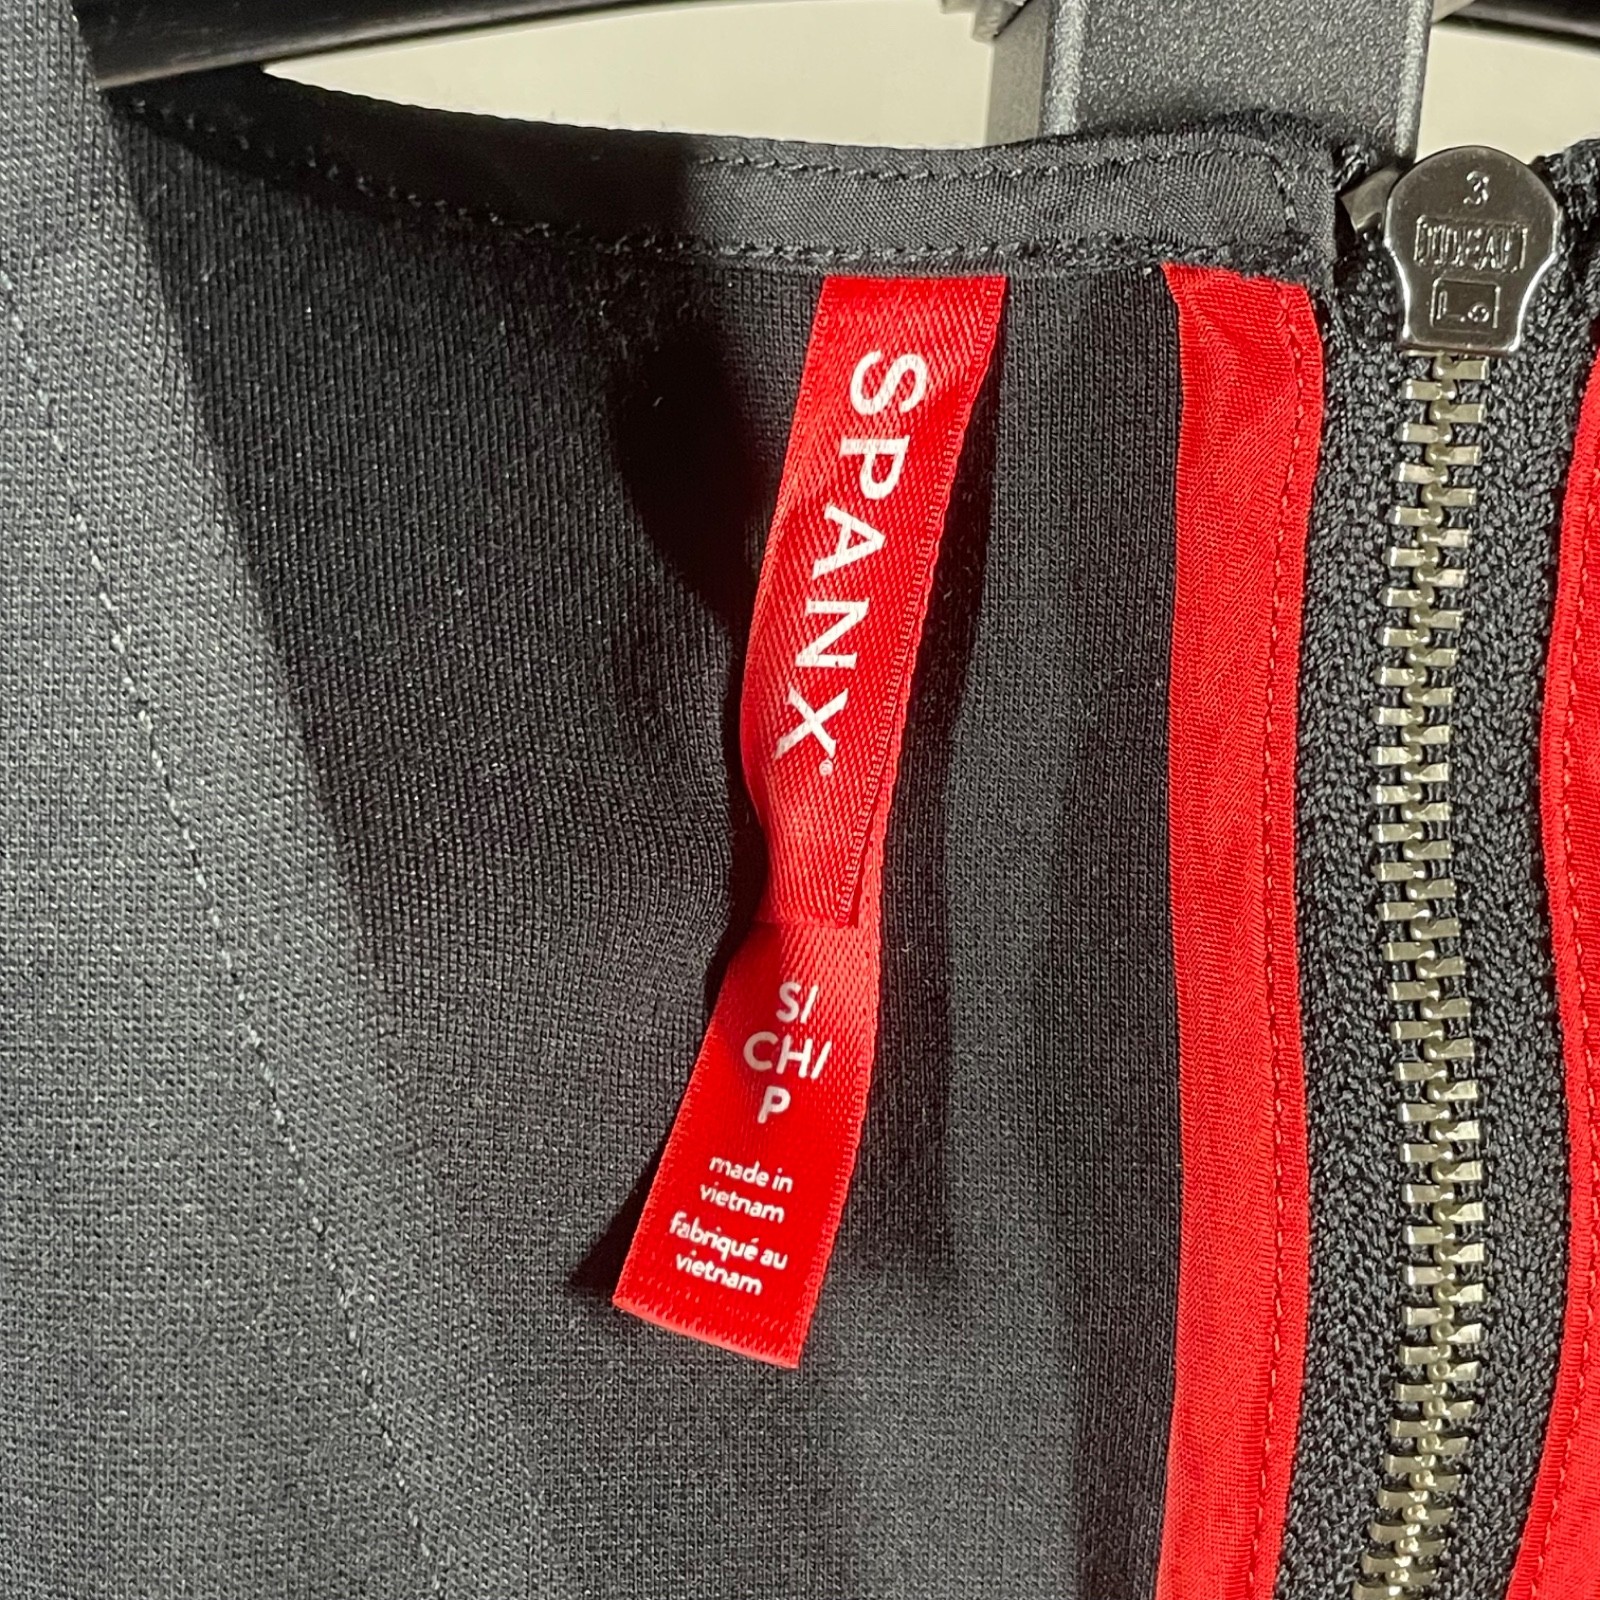 SPANX®
S/
CH/
P
made in
vietnam
fabriqué au
vietnam
3